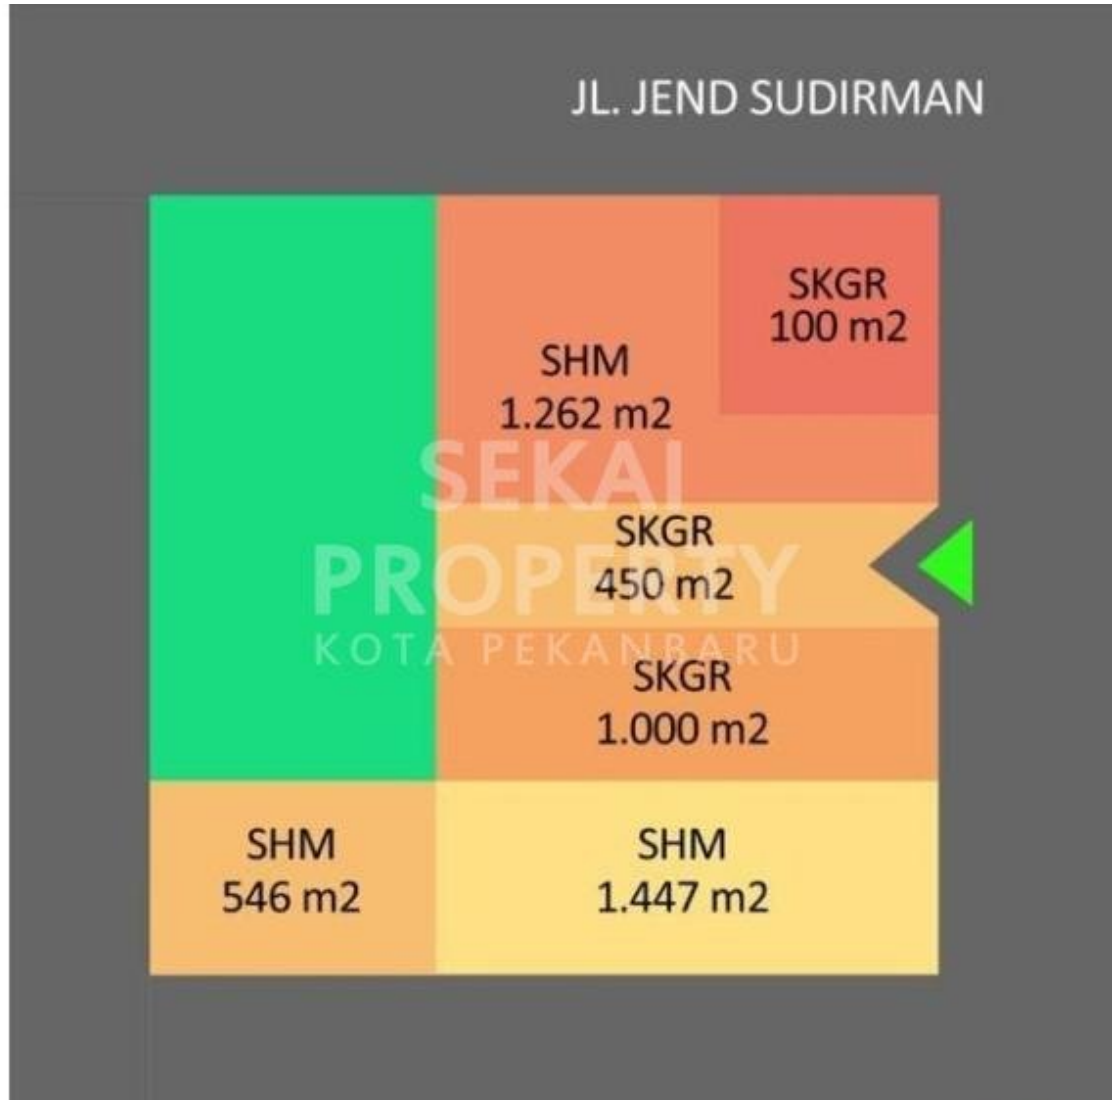 JL. JEND SUDIRMAN
SKGR
100 m2
SHM
1.262 m2
SEKAI
PROPERTY
KOTA PEKANBARU
SKGR
450 m2
SKGR
1.000 m2
SHM
546 m2
SHM
1.447 m2